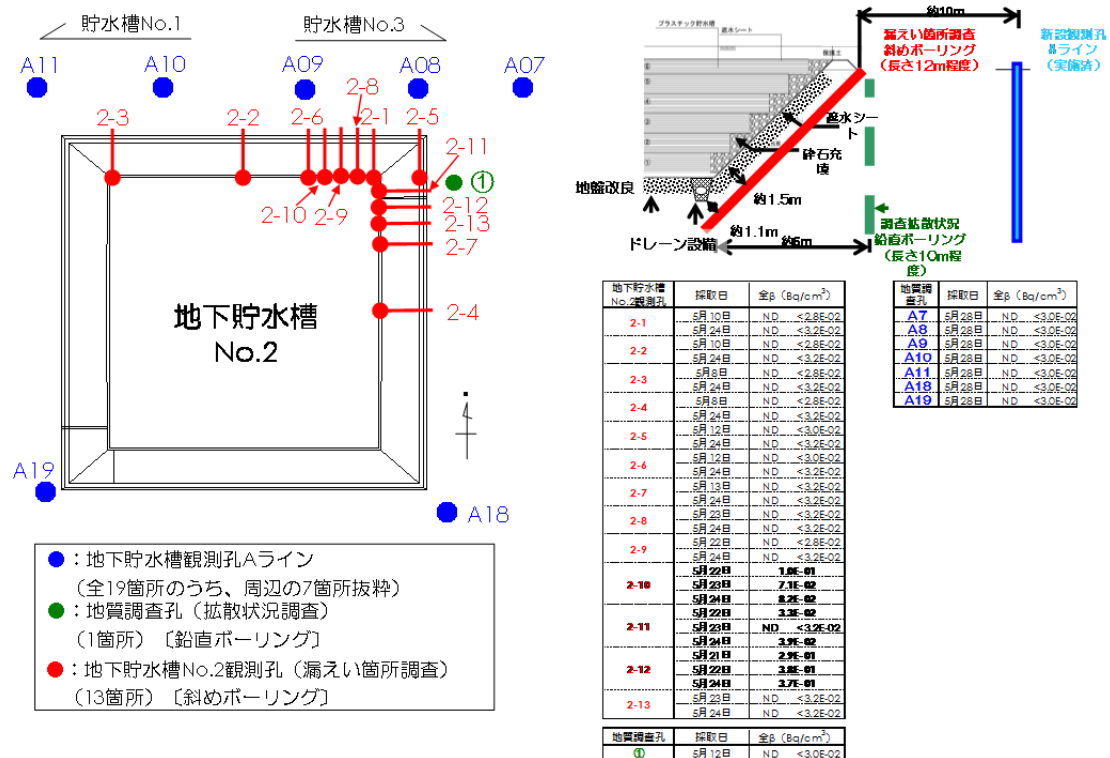 貯水槽No.1
貯水槽No.3
A11
A10
A09
A08
A07
2-8
2-3
2-2
2-6
2-1
2-5
2-11
①
2-10
2-9
2-12
2-13
2-7
2-4
地下貯水槽
No.2
A19
A18
●：地下貯水槽観測孔Aライン
(全19箇所のうち、周辺の7箇所抜粋)
●：地質調査孔（拡散状況調査）
(1箇所) 〔鉛直ボーリング〕
●：地下貯水槽No.2観測孔（漏えい箇所調査）
(13箇所) 〔斜めボーリング〕
約10m
プラスチック貯水槽
遮水シート
漏えい箇所調査
斜めボーリング
(長さ12m程度)
新設観測孔
ライン
(実施済)
遮水シー
ト
砕石充
填
地盤改良
約1.5m
約1.1m
ドレーン設備
約6m
調査拡散状況
鉛直ボーリング
(長さ10m程
度)
地下貯水槽 No.2観測孔 採取日 全β（Bq/cm3）
2-1 5月10日 ND <2.8E-02
5月24日 ND <3.2E-02
2-2 5月10日 ND <2.8E-02
5月24日 ND <3.2E-02
2-3 5月8日 ND <2.8E-02
5月24日 ND <3.2E-02
2-4 5月8日 ND <2.8E-02
5月24日 ND <3.2E-02
2-5 5月12日 ND <3.0E-02
5月24日 ND <3.2E-02
2-6 5月12日 ND <3.0E-02
5月24日 ND <3.2E-02
2-7 5月13日 ND <3.2E-02
5月24日 ND <3.2E-02
2-8 5月23日 ND <3.2E-02
5月24日 ND <3.2E-02
2-9 5月22日 ND <2.8E-02
5月24日 ND <3.2E-02
2-10 5月22日 1.0E-01
5月23日 7.1E-02
5月24日 8.2E-02
2-11 5月22日 3.3E-02
5月23日 ND <3.2E-02
5月24日 3.9E-02
2-12 5月21日 2.9E-01
5月22日 3.8E-01
5月24日 3.7E-01
2-13 5月23日 ND <3.2E-02
5月24日 ND <3.2E-02
地質調査孔 採取日 全β（Bq/cm3）
① 5月12日 ND <3.0E-02
地質調 査孔 採取日 全β（Bq/cm3）
A7 5月28日 ND <3.0E-02
A8 5月28日 ND <3.0E-02
A9 5月28日 ND <3.0E-02
A10 5月28日 ND <3.0E-02
A11 5月28日 ND <3.0E-02
A18 5月28日 ND <3.0E-02
A19 5月28日 ND <3.0E-02